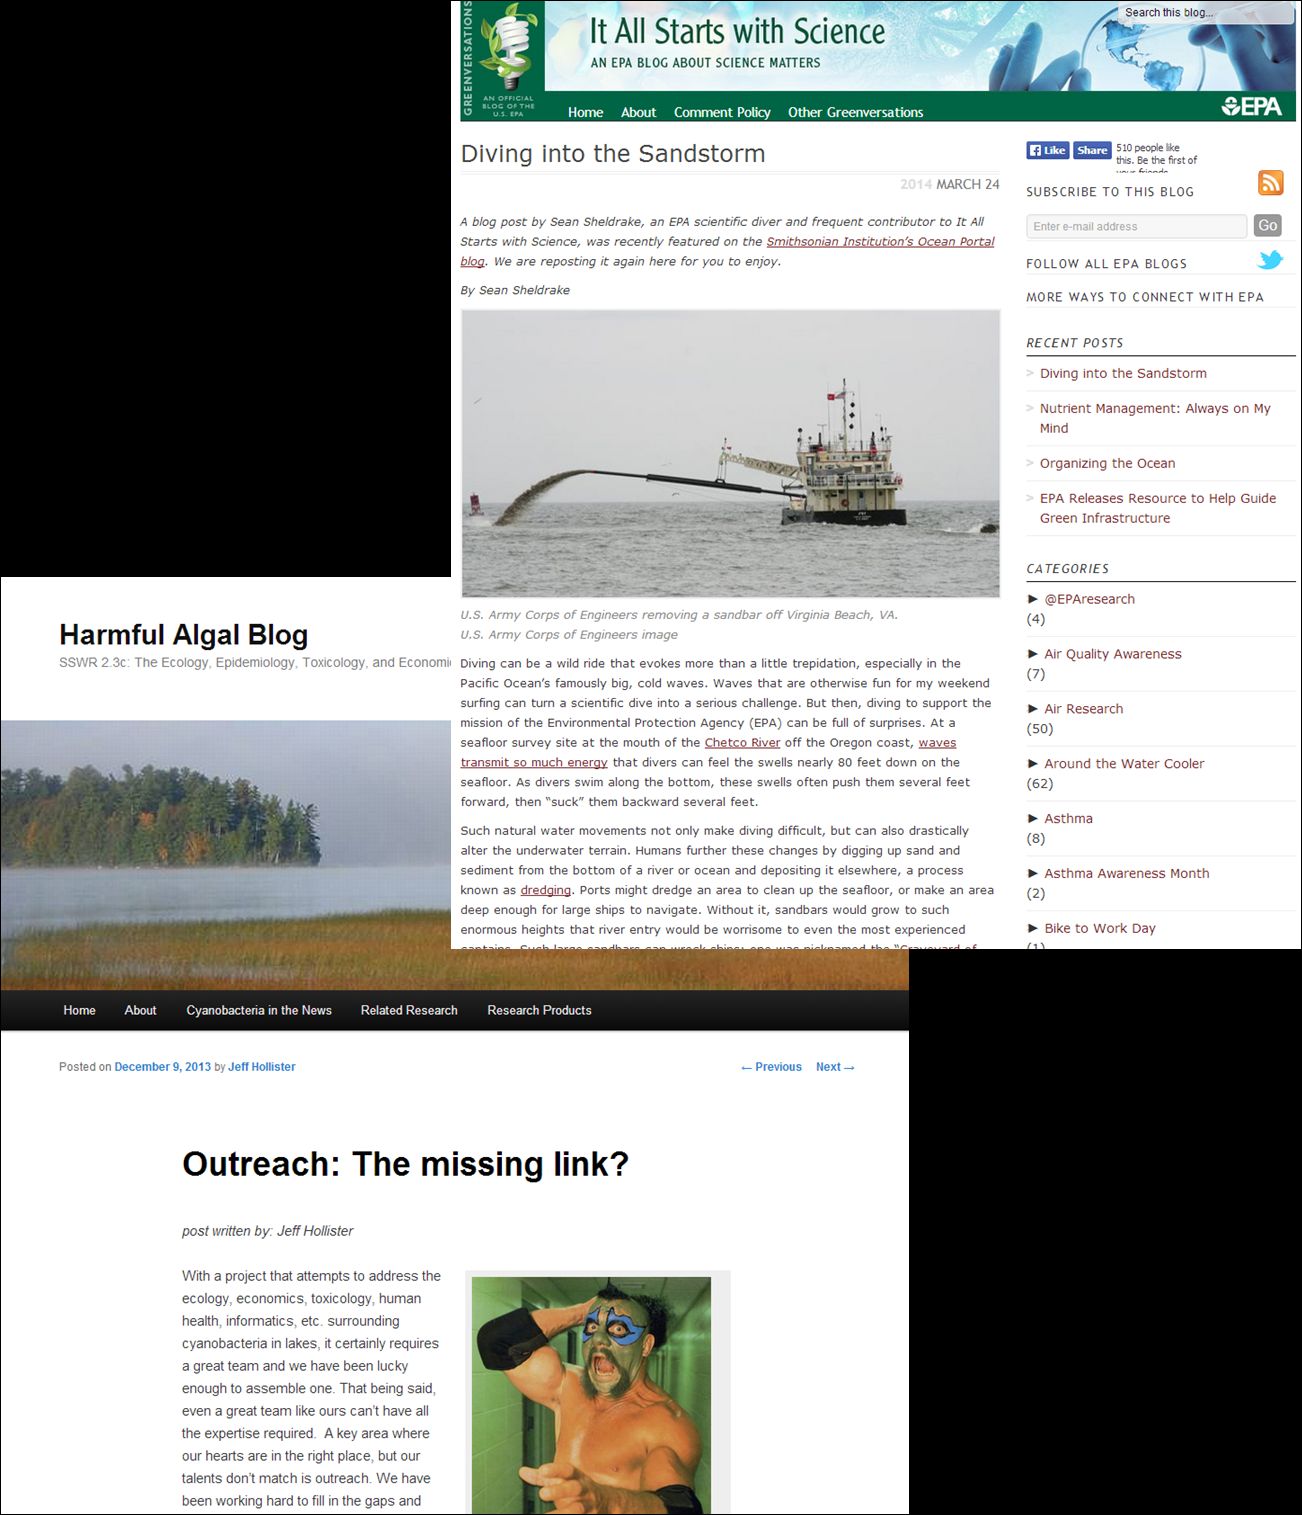 GREENVERSATIONS
AN OFFICIAL
BLOG OF THE
U.S. EPA
It All Starts with Science
AN EPA BLOG ABOUT SCIENCE MATTERS
Search this blog...
Home About Comment Policy Other Greenversations
EPA
Diving into the Sandstorm
2014 MARCH 24
A blog post by Sean Sheldrake, an EPA scientific diver and frequent contributor to It All
Starts with Science, was recently featured on the Smithsonian Institution's Ocean Portal
blog. We are reposting it again here for you to enjoy.
By Sean Sheldrake
U.S. Army Corps of Engineers removing a sandbar off Virginia Beach, VA.
U.S. Army Corps of Engineers image
Diving can be a wild ride that evokes more than a little trepidation, especially in the
Pacific Ocean's famously big, cold waves. Waves that are otherwise fun for my weekend
surfing can turn a scientific dive into a serious challenge. But then, diving to support the
mission of the Environmental Protection Agency (EPA) can be full of surprises. At a
seafloor survey site at the mouth of the Chetco River off the Oregon coast, waves
transmit so much energy that divers can feel the swells nearly 80 feet down on the
seafloor. As divers swim along the bottom, these swells often push them several feet
forward, then “suck” them backward several feet.
Such natural water movements not only make diving difficult, but can also drastically
alter the underwater terrain. Humans further these changes by digging up sand and
sediment from the bottom of a river or ocean and depositing it elsewhere, a process
known as dredging. Ports might dredge an area to clean up the seafloor, or make an area
deep enough for large ships to navigate. Without it, sandbars would grow to such
enormous heights that river entry would be worrisome to even the most experienced
captains. Such large sandbars can wreck ships; one was nicknamed the “Graveyard of
Like Share 510 people like
this. Be the first of
your friends.
SUBSCRIBE TO THIS BLOG
Enter e-mail address Go
FOLLOW ALL EPA BLOGS
MORE WAYS TO CONNECT WITH EPA
RECENT POSTS
> Diving into the Sandstorm
> Nutrient Management: Always on My
Mind
> Organizing the Ocean
> EPA Releases Resource to Help Guide
Green Infrastructure
CATEGORIES
► @EPAresearch
(4)
► Air Quality Awareness
(7)
► Air Research
(50)
► Around the Water Cooler
(62)
► Asthma
(8)
► Asthma Awareness Month
(2)
► Bike to Work Day
(1)
Harmful Algal Blog
SSWR 2.3c: The Ecology, Epidemiology, Toxicology, and Economi
Home About Cyanobacteria in the News Related Research Research Products
Posted on December 9, 2013 by Jeff Hollister
← Previous Next →
Outreach: The missing link?
post written by: Jeff Hollister
With a project that attempts to address the
ecology, economics, toxicology, human
health, informatics, etc. surrounding
cyanobacteria in lakes, it certainly requires
a great team and we have been lucky
enough to assemble one. That being said,
even a great team like ours can't have all
the expertise required. A key area where
our hearts are in the right place, but our
talents don't match is outreach. We have
been working hard to fill in the gaps and